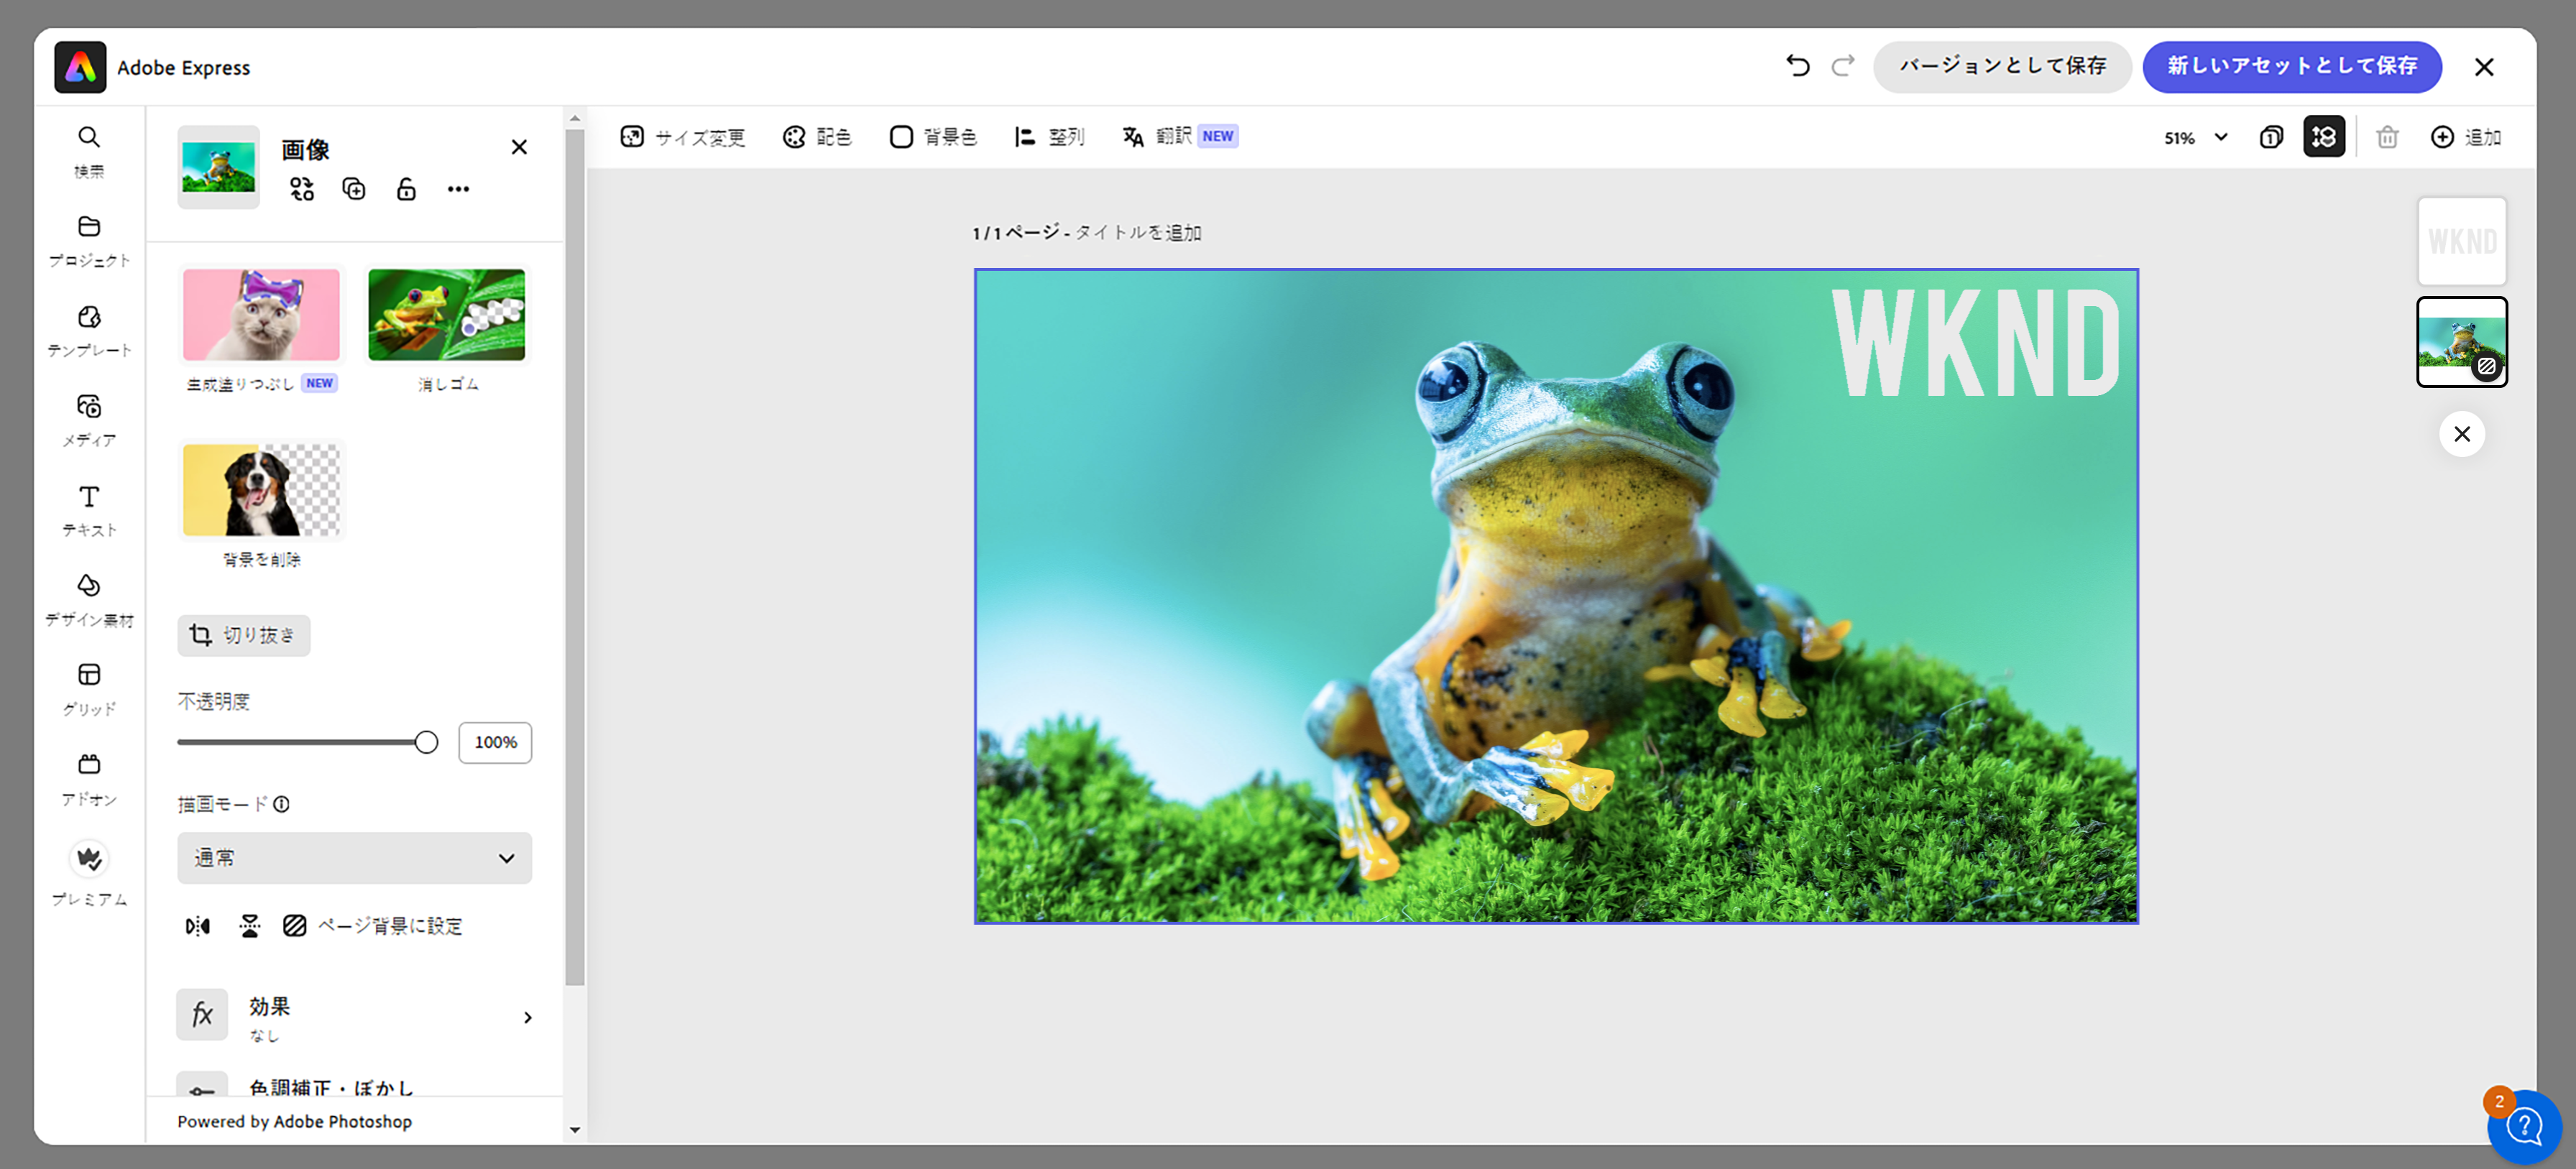 Adobe Express
バージョンとして保存
新しいアセットとして保存
検索
プロジェクト
テンプレート
メディア
テキスト
デザイン素材
グリッド
アドオン
プレミアム
画像
生成塗りつぶし NEW
消しゴム
背景を削除
切り抜き
不透明度
100%
描画モード
通常
ページ背景に設定
fx
効果
なし
色調補正・ぼかし
Powered by Adobe Photoshop
サイズ変更
配色
背景色
整列
翻訳 NEW
51%
1
追加
1 / 1 ページ - タイトルを追加
WKND
WKND
2